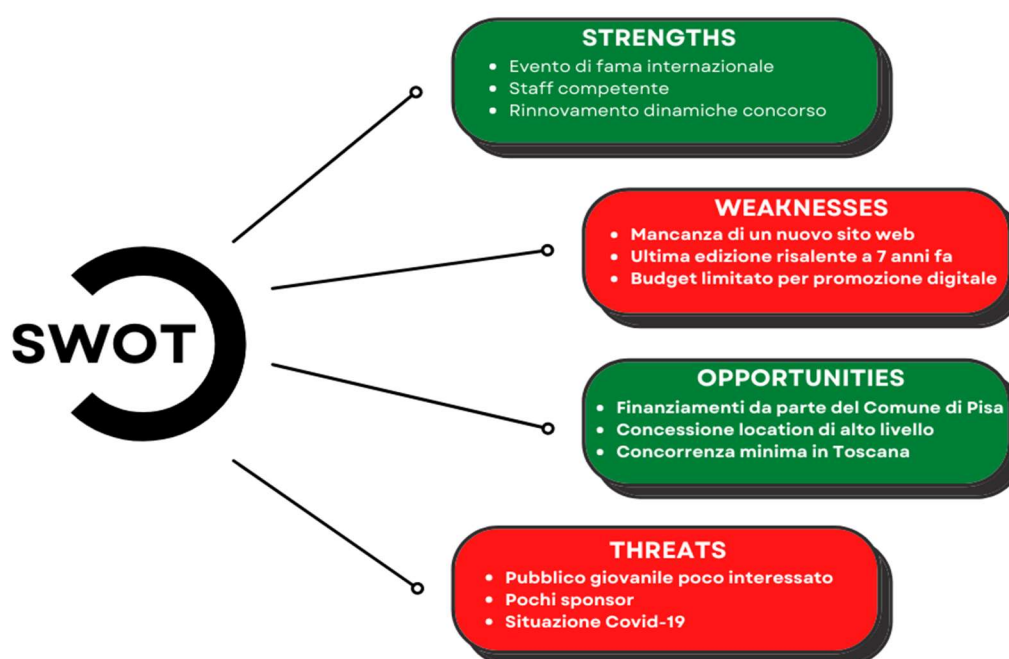 STRENGTHS
• Evento di fama internazionale
• Staff competente
• Rinnovamento dinamiche concorso
WEAKNESSES
• Mancanza di un nuovo sito web
• Ultima edizione risalente a 7 anni fa
• Budget limitato per promozione digitale
SWOT
OPPORTUNITIES
• Finanziamenti da parte del Comune di Pisa
• Concessione location di alto livello
• Concorrenza minima in Toscana
THREATS
• Pubblico giovanile poco interessato
• Pochi sponsor
• Situazione Covid-19